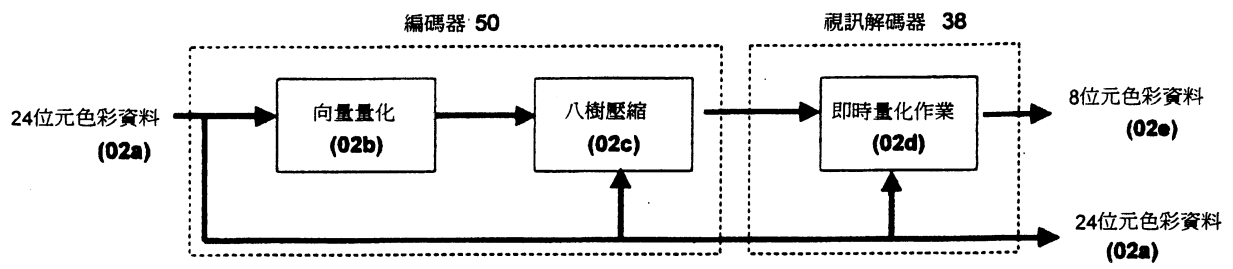 編碼器 50
視訊解碼器 38
24位元色彩資料
(02a)
向量量化
(02b)
八樹壓縮
(02c)
即時量化作業
(02d)
8位元色彩資料
(02e)
24位元色彩資料
(02a)